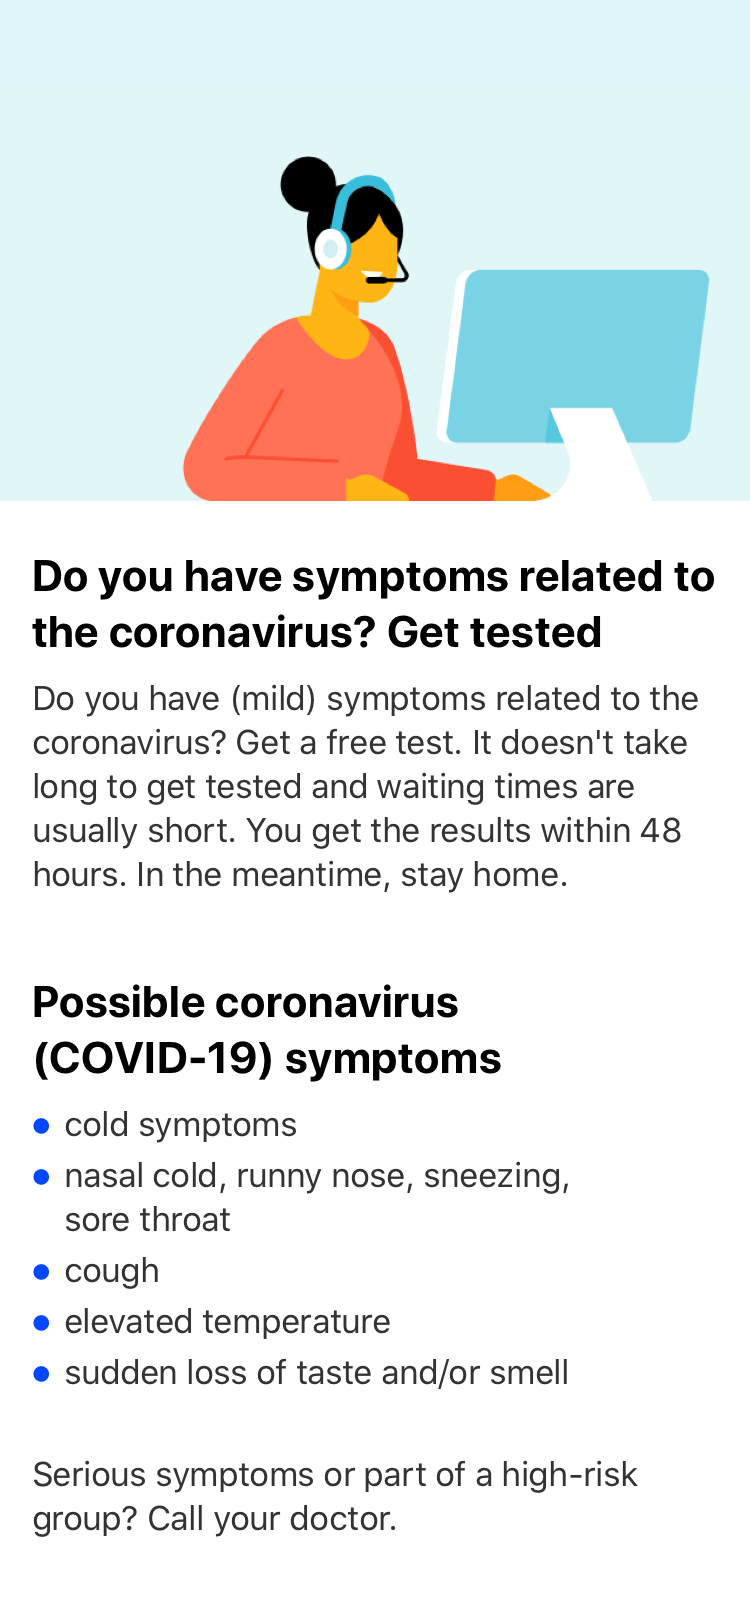 Do you have symptoms related to
the coronavirus? Get tested
Do you have (mild) symptoms related to the
coronavirus? Get a free test. It doesn't take
long to get tested and waiting times are
usually short. You get the results within 48
hours. In the meantime, stay home.
Possible coronavirus
(COVID-19) symptoms
• cold symptoms
• nasal cold, runny nose, sneezing,
sore throat
• cough
• elevated temperature
• sudden loss of taste and/or smell
Serious symptoms or part of a high-risk
group? Call your doctor.